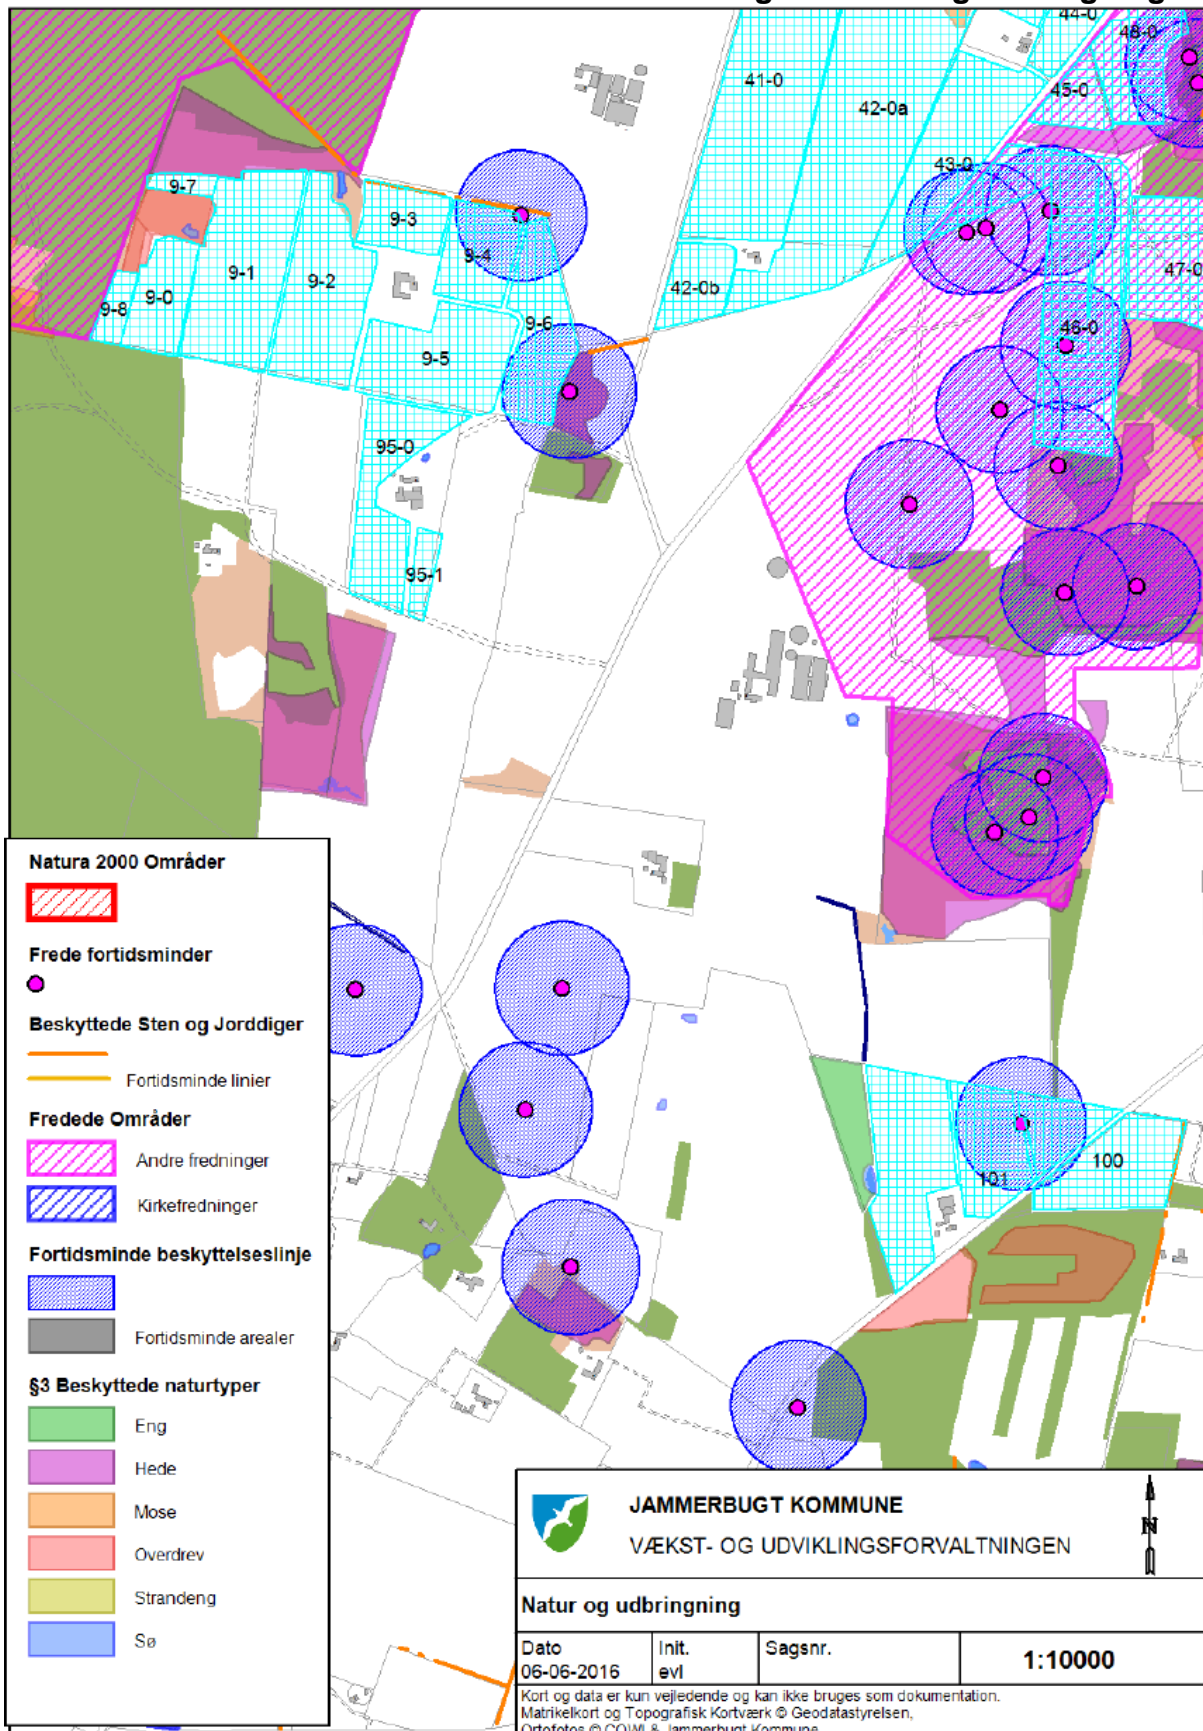 44-0
48-0
41-0
45-0
42-0a
43-0
9-7
9-3
9-4
47-0
9-1
9-2
42-0b
9-8
9-0
9-6
46-0
9-5
95-0
95-1
Natura 2000 Områder
Frede fortidsminder
Beskyttede Sten og Jorddiger
Fortidsminde linier
Fredede Områder
Andre fredninger
Kirkefredninger
Fortidsminde beskyttelseslinje
Fortidsminde arealer
§3 Beskyttede naturtyper
Eng
Hede
Mose
Overdrev
Strandeng
Sø
100
101
JAMMERBUGT KOMMUNE
VÆKST- OG UDVIKLINGSFORVALTNINGEN
N
Natur og udbringning
Dato
06-06-2016
Init.
evl
Sagsnr.
1:10000
Kort og data er kun vejledende og kan ikke bruges som dokumentation.
Matrikelkort og Topografisk Kortværk © Geodatastyrelsen,
Ortofotos © COWI & Jammerbugt Kommune